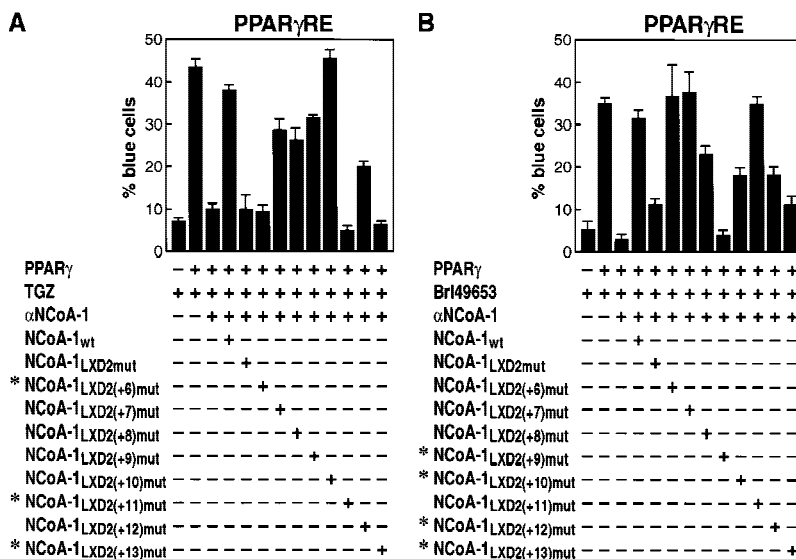 A
PPARγRE
% blue cells
50
40
30
20
10
0
PPARγ – + + + + + + + + + + + +
TGZ + + + + + + + + + + + + +
αNCoA-1 – – + + + + + + + + + + +
NCoA-1wt – – – + – – – – – – – – –
NCoA-1LXD2mut – – – – + – – – – – – – –
* NCoA-1LXD2(+6)mut – – – – – + – – – – – – –
NCoA-1LXD2(+7)mut – – – – – – + – – – – – –
NCoA-1LXD2(+8)mut – – – – – – – + – – – – –
NCoA-1LXD2(+9)mut – – – – – – – – + – – – –
NCoA-1LXD2(+10)mut – – – – – – – – – + – – –
* NCoA-1LXD2(+11)mut – – – – – – – – – – + – –
NCoA-1LXD2(+12)mut – – – – – – – – – – – + –
* NCoA-1LXD2(+13)mut – – – – – – – – – – – – +
B
PPARγRE
% blue cells
50
40
30
20
10
0
PPARγ – + + + + + + + + + + + +
Brl49653 + + + + + + + + + + + + +
αNCoA-1 – – + + + + + + + + + + +
NCoA-1wt – – – + – – – – – – – – –
NCoA-1LXD2mut – – – – + – – – – – – – –
NCoA-1LXD2(+6)mut – – – – – + – – – – – – –
NCoA-1LXD2(+7)mut – – – – – – + – – – – – –
NCoA-1LXD2(+8)mut – – – – – – – + – – – – –
* NCoA-1LXD2(+9)mut – – – – – – – – + – – – –
* NCoA-1LXD2(+10)mut – – – – – – – – – + – – –
NCoA-1LXD2(+11)mut – – – – – – – – – – + – –
* NCoA-1LXD2(+12)mut – – – – – – – – – – – + –
* NCoA-1LXD2(+13)mut – – – – – – – – – – – – +